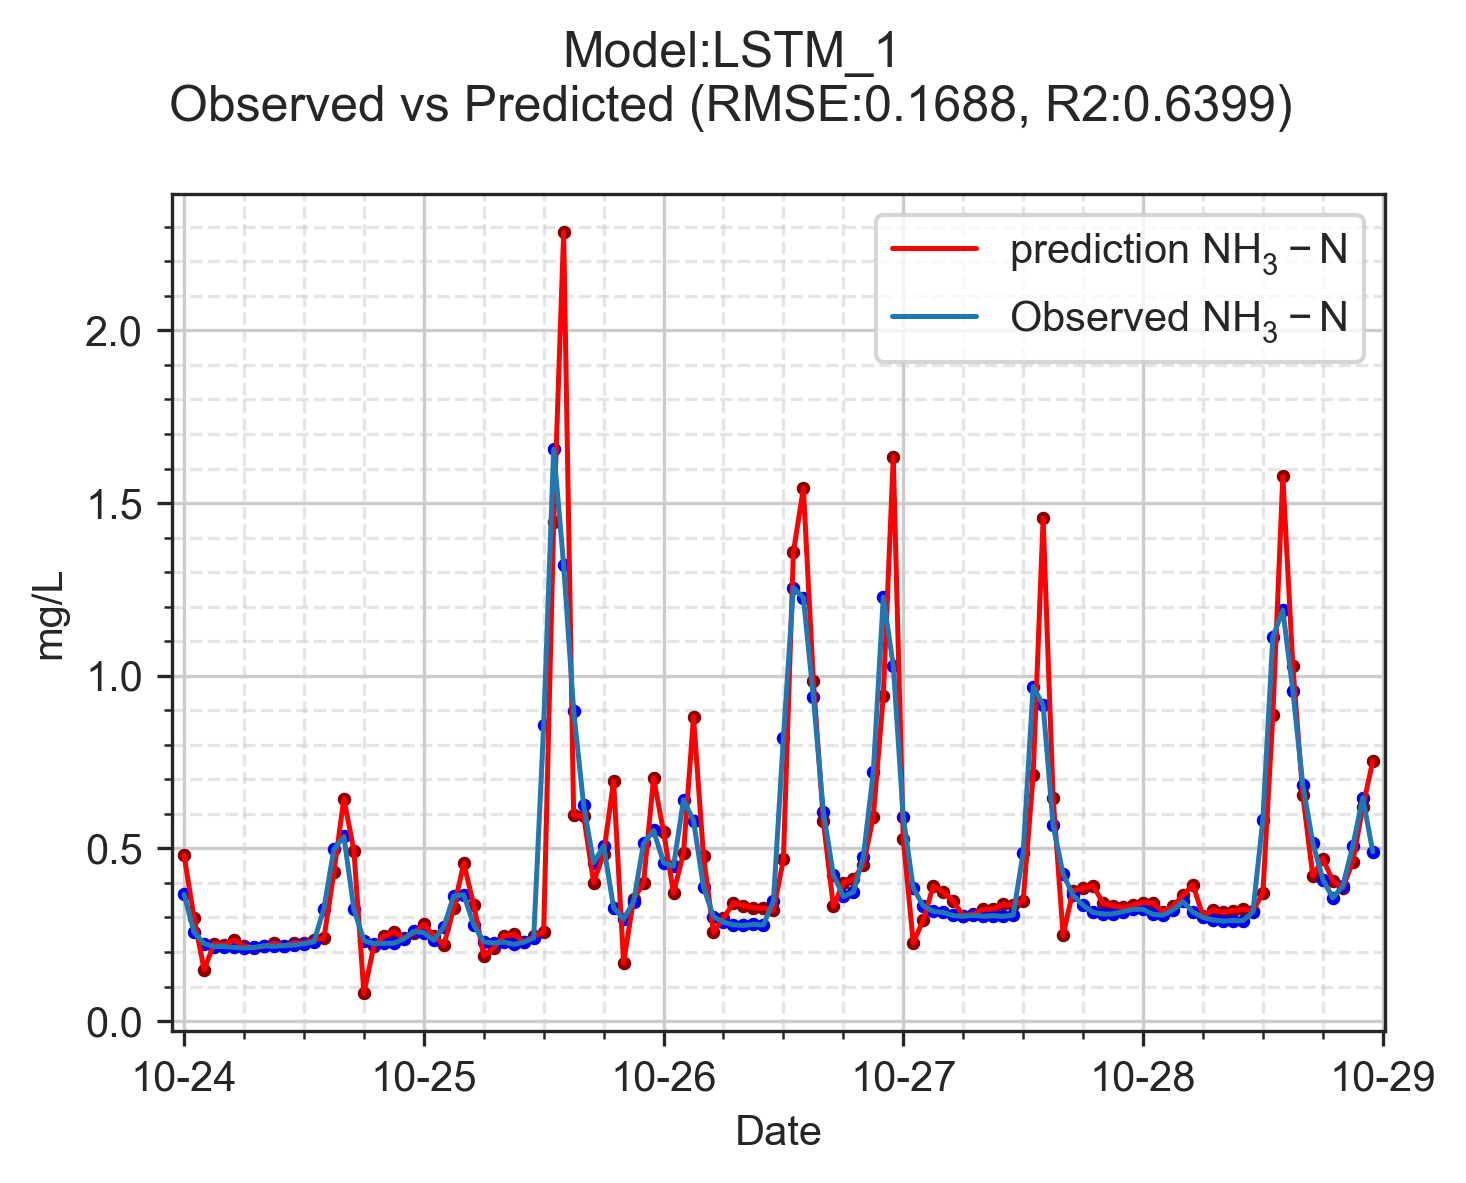 Model:LSTM_1
Observed vs Predicted (RMSE:0.1688, R2:0.6399)
prediction NH₃ − N
Observed NH₃ − N
2.0
1.5
1.0
0.5
0.0
mg/L
10-24 10-25 10-26 10-27 10-28 10-29
Date